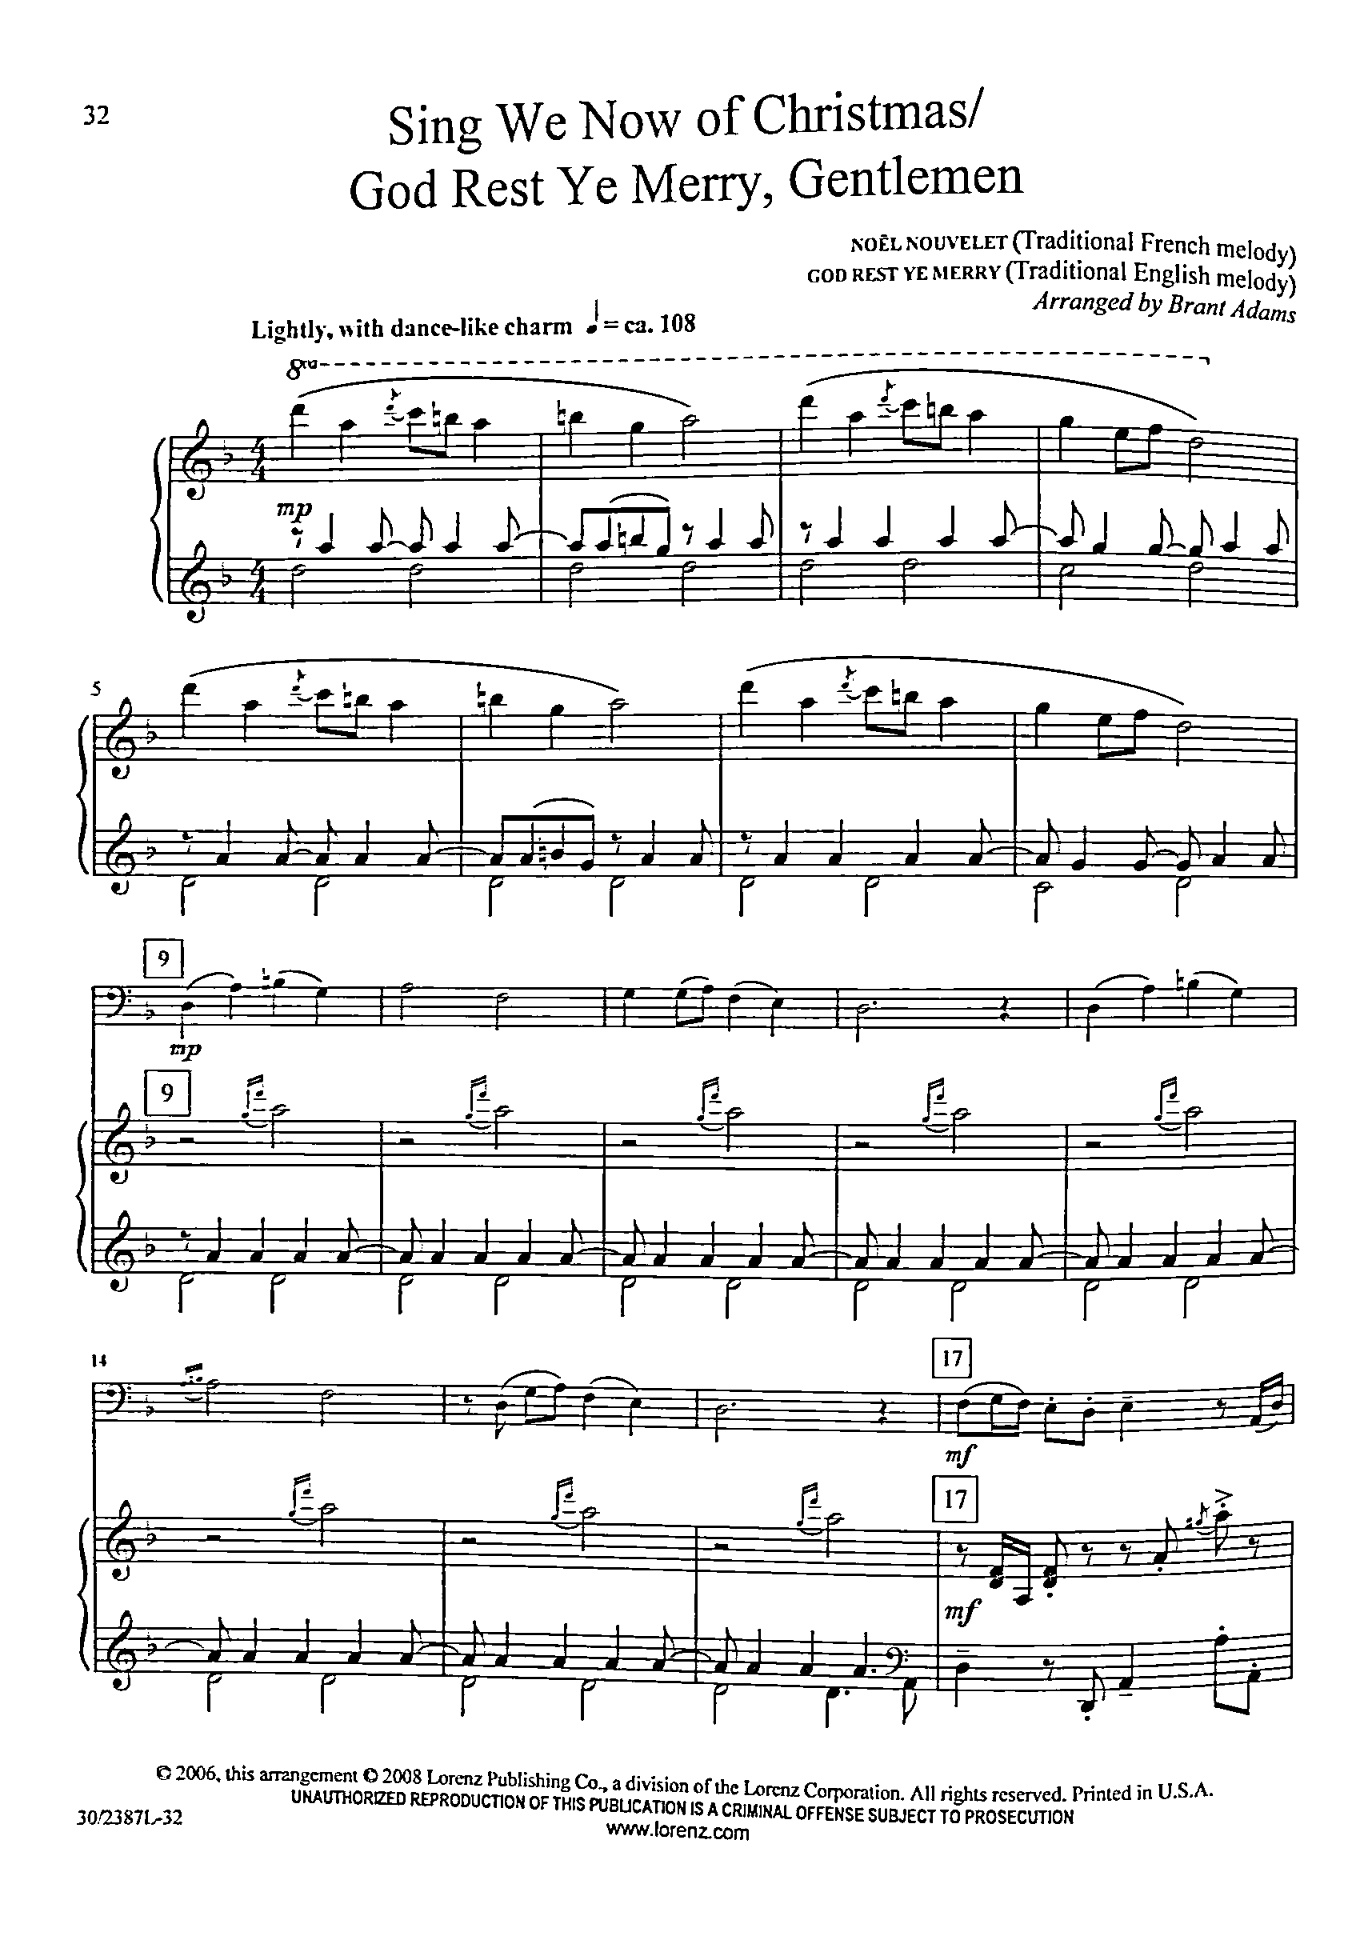 32
Sing We Now of Christmas/
God Rest Ye Merry, Gentlemen
NOËL NOUVELET (Traditional French melody)
GOD REST YE MERRY (Traditional English melody)
Arranged by Brant Adams
Lightly, with dance-like charm ♩ = ca. 108
8va
mp
5
9
mp
9
14
17
mf
17
mf
© 2006, this arrangement © 2008 Lorenz Publishing Co., a division of the Lorenz Corporation. All rights reserved. Printed in U.S.A.
UNAUTHORIZED REPRODUCTION OF THIS PUBLICATION IS A CRIMINAL OFFENSE SUBJECT TO PROSECUTION
30/2387L-32
www.lorenz.com